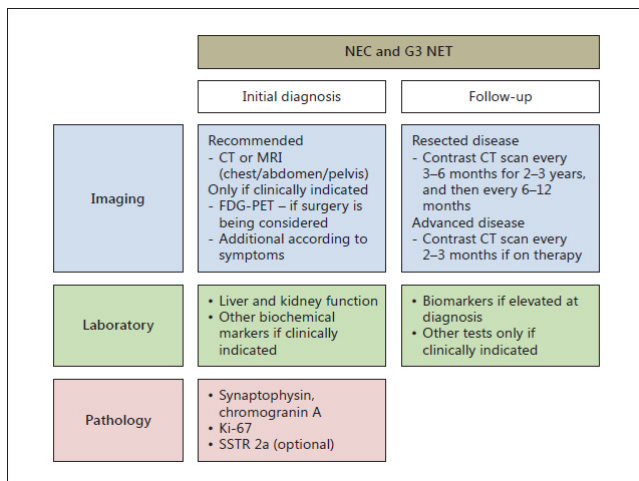 NEC and G3 NET
Initial diagnosis
Follow-up
Imaging
Recommended
- CT or MRI
(chest/abdomen/pelvis)
Only if clinically indicated
- FDG-PET – if surgery is
being considered
- Additional according to
symptoms
Resected disease
- Contrast CT scan every
3–6 months for 2–3 years,
and then every 6–12
months
Advanced disease
- Contrast CT scan every
2–3 months if on therapy
Laboratory
• Liver and kidney function
• Other biochemical
markers if clinically
indicated
• Biomarkers if elevated at
diagnosis
• Other tests only if
clinically indicated
Pathology
• Synaptophysin,
chromogranin A
• Ki-67
• SSTR 2a (optional)